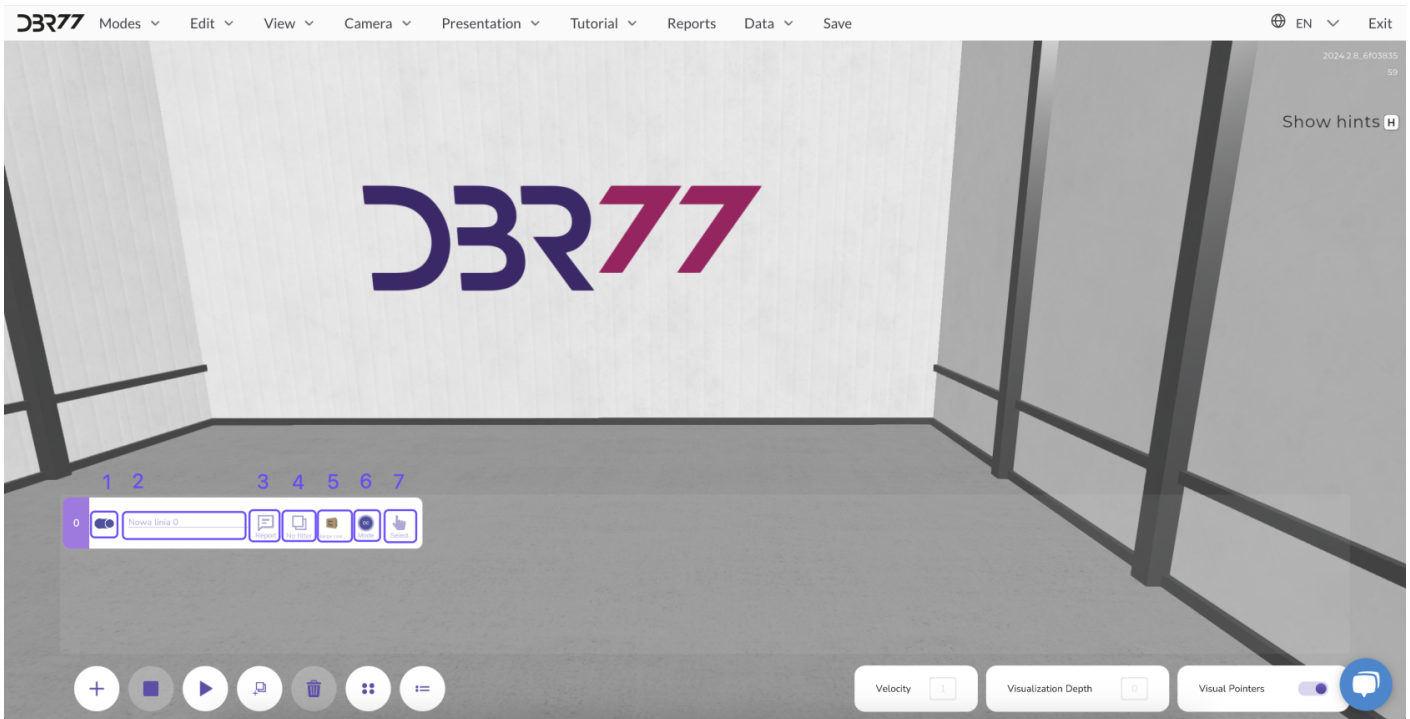 DBR77 Modes Edit View Camera Presentation Tutorial Reports Data Save EN Exit
2024.2.8_6f03835
59
Show hints H
DBR77
1 2 3 4 5 6 7
0 Nowa linia 0 Report No filter Mode Select
Velocity 1 Visualization Depth 0 Visual Pointers